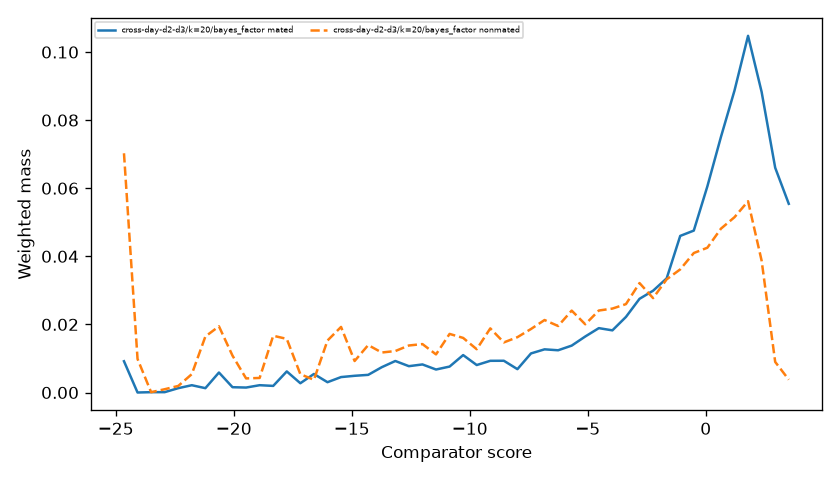 cross-day-d2-d3/k=20/bayes_factor mated
cross-day-d2-d3/k=20/bayes_factor nonmated
0.10
0.08
0.06
0.04
0.02
0.00
Weighted mass
−25 −20 −15 −10 −5 0
Comparator score